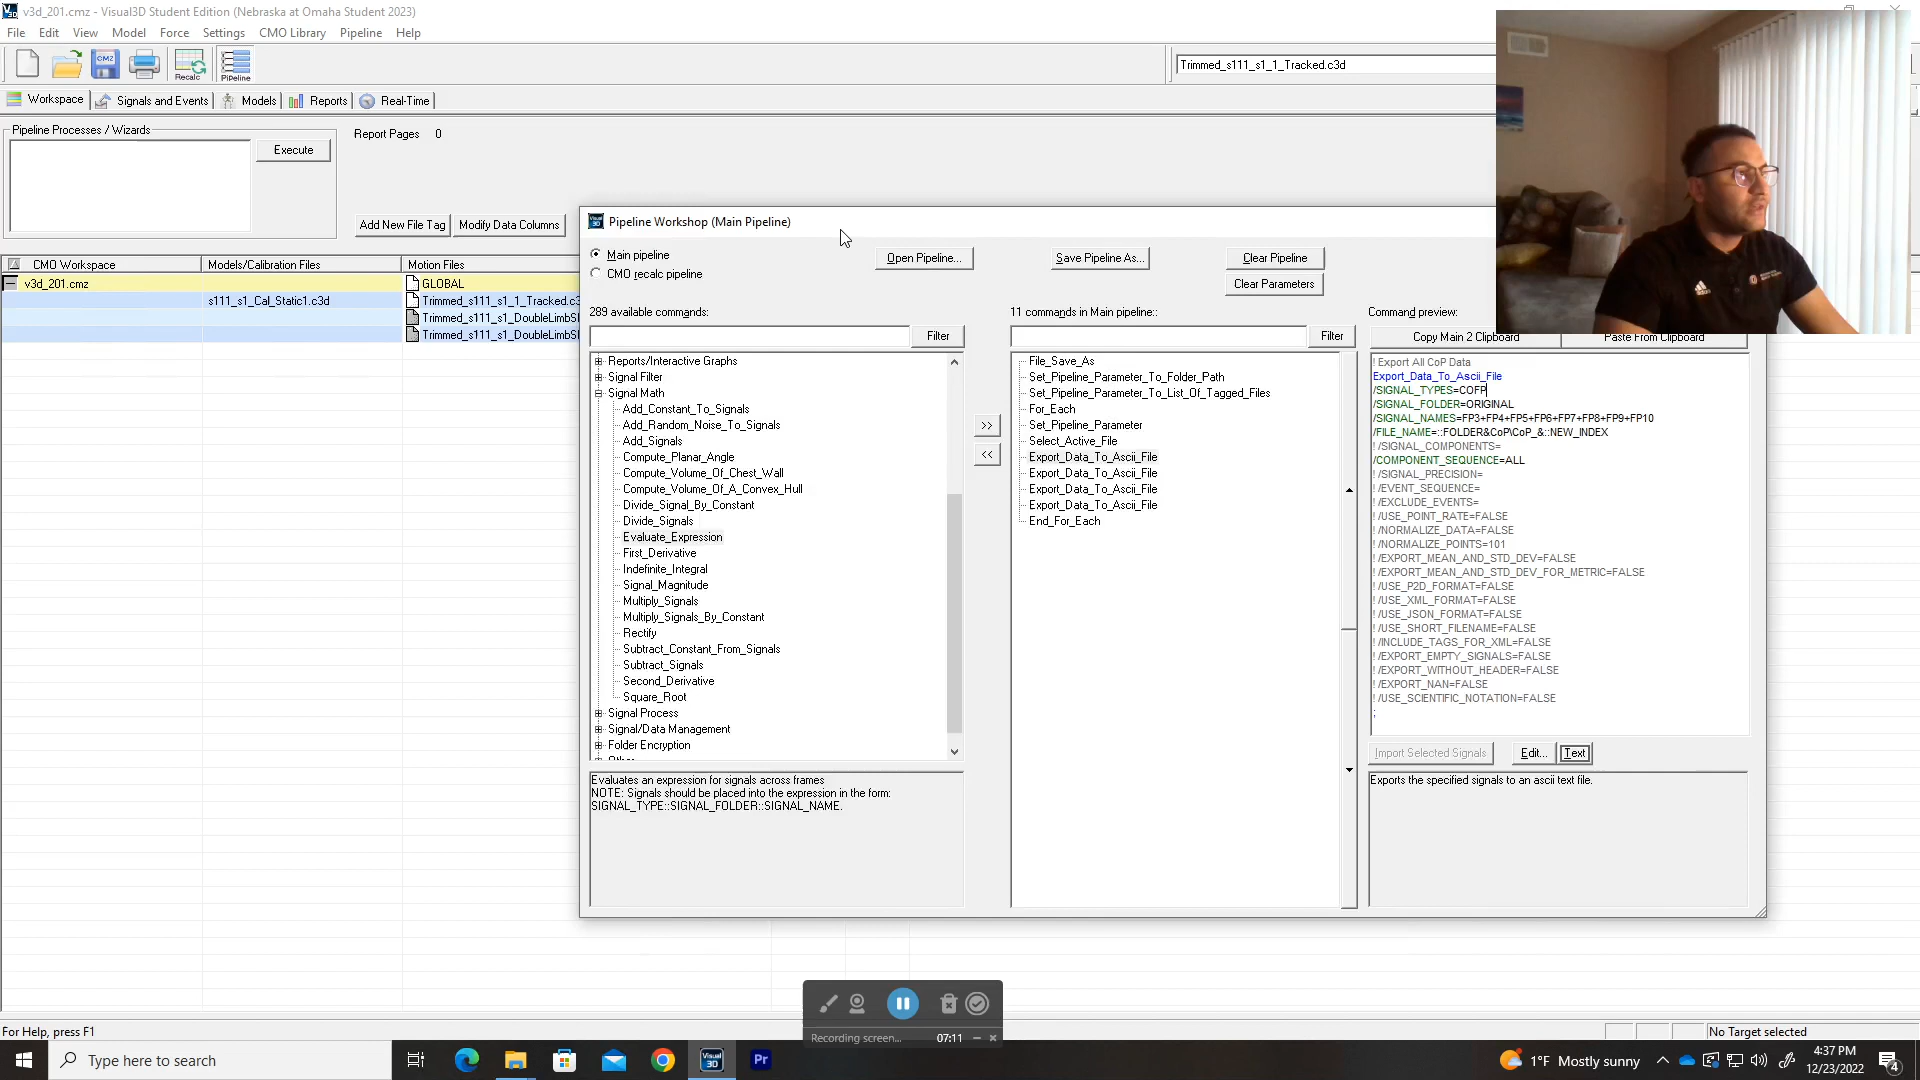 v3d_201.cmz - Visual3D Student Edition (Nebraska at Omaha Student 2023)
File Edit View Model Force Settings CMO Library Pipeline Help
CMZ Recalc Pipeline
Trimmed_s111_s1_1_Tracked.c3d
Workspace Signals and Events Models Reports Real-Time
Pipeline Processes / Wizards
Execute
Report Pages 0
Add New File Tag Modify Data Columns
CMO Workspace Models/Calibration Files Motion Files
v3d_201.cmz GLOBAL
s111_s1_Cal_Static1.c3d Trimmed_s111_s1_1_Tracked.c3
Trimmed_s111_s1_DoubleLimbSl
Trimmed_s111_s1_DoubleLimbSl
Pipeline Workshop (Main Pipeline)
Main pipeline
CMO recalc pipeline
Open Pipeline...
Save Pipeline As...
Clear Pipeline
Clear Parameters
289 available commands:
Filter
Reports/Interactive Graphs
Signal Filter
Signal Math
Add_Constant_To_Signals
Add_Random_Noise_To_Signals
Add_Signals
Compute_Planar_Angle
Compute_Volume_Of_Chest_Wall
Compute_Volume_Of_A_Convex_Hull
Divide_Signal_By_Constant
Divide_Signals
Evaluate_Expression
First_Derivative
Indefinite_Integral
Signal_Magnitude
Multiply_Signals
Multiply_Signals_By_Constant
Rectify
Subtract_Constant_From_Signals
Subtract_Signals
Second_Derivative
Square_Root
Signal Process
Signal/Data Management
Folder Encryption
Evaluates an expression for signals across frames
NOTE: Signals should be placed into the expression in the form:
SIGNAL_TYPE::SIGNAL_FOLDER::SIGNAL_NAME.
>>
<<
11 commands in Main pipeline::
Filter
File_Save_As
Set_Pipeline_Parameter_To_Folder_Path
Set_Pipeline_Parameter_To_List_Of_Tagged_Files
For_Each
Set_Pipeline_Parameter
Select_Active_File
Export_Data_To_Ascii_File
Export_Data_To_Ascii_File
Export_Data_To_Ascii_File
Export_Data_To_Ascii_File
End_For_Each
Command preview:
Copy Main 2 Clipboard Paste From Clipboard
! Export All CoP Data
Export_Data_To_Ascii_File
/SIGNAL_TYPES=COFP
/SIGNAL_FOLDER=ORIGINAL
/SIGNAL_NAMES=FP3+FP4+FP5+FP6+FP7+FP8+FP9+FP10
/FILE_NAME=::FOLDER&CoP\CoP_&::NEW_INDEX
! /SIGNAL_COMPONENTS=
/COMPONENT_SEQUENCE=ALL
! /SIGNAL_PRECISION=
! /EVENT_SEQUENCE=
! /EXCLUDE_EVENTS=
! /USE_POINT_RATE=FALSE
! /NORMALIZE_DATA=FALSE
! /NORMALIZE_POINTS=101
! /EXPORT_MEAN_AND_STD_DEV=FALSE
! /EXPORT_MEAN_AND_STD_DEV_FOR_METRIC=FALSE
! /USE_P2D_FORMAT=FALSE
! /USE_XML_FORMAT=FALSE
! /USE_JSON_FORMAT=FALSE
! /USE_SHORT_FILENAME=FALSE
! /INCLUDE_TAGS_FOR_XML=FALSE
! /EXPORT_EMPTY_SIGNALS=FALSE
! /EXPORT_WITHOUT_HEADER=FALSE
! /EXPORT_NAN=FALSE
! /USE_SCIENTIFIC_NOTATION=FALSE
;
Import Selected Signals Edit... Text
Exports the specified signals to an ascii text file.
Recording screen... 07:11
For Help, press F1
No Target selected
Type here to search
Visual 3D
Pr
1°F Mostly sunny
4:37 PM
12/23/2022
4